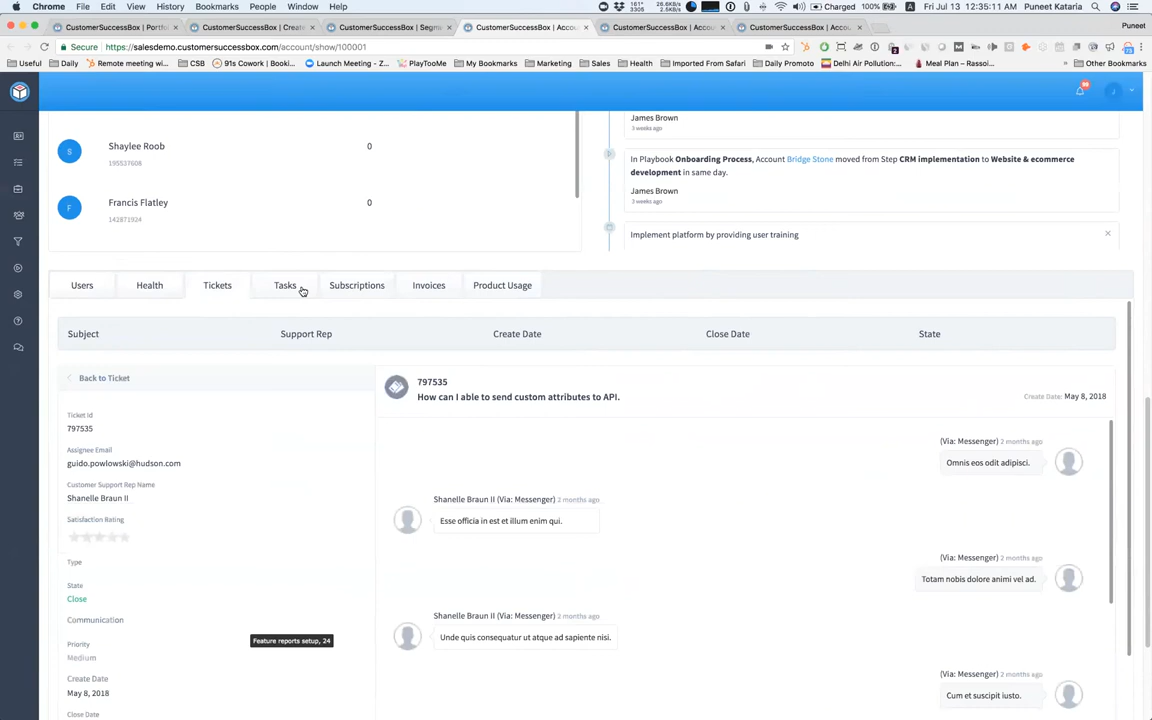 Chrome File Edit View History Bookmarks People Window Help
161° 3305
26.6KB/s 2.5KB/s
100% Charged Fri Jul 13 12:35:11 AM Puneet Kataria
CustomerSuccessBox | Portf
CustomerSuccessBox | Create
CustomerSuccessBox | Segm
CustomerSuccessBox | Accou
CustomerSuccessBox | Accou
CustomerSuccessBox | Accou
Puneet
Secure https://salesdemo.customersuccessbox.com/account/show/100001
Useful Daily Remote meeting wi... CSB 91s Cowork | Booki... Launch Meeting - Z... PlayTooMe My Bookmarks Marketing Sales Health Imported From Safari Daily Promoto Delhi Air Pollution:... Meal Plan – Rassoi... Other Bookmarks
James Brown
3 weeks ago
S
Shaylee Roob 0
195537608
In Playbook Onboarding Process, Account Bridge Stone moved from Step CRM implementation to Website & ecommerce
development in same day.
James Brown
3 weeks ago
F
Francis Flatley 0
142871924
Implement platform by providing user training
Users Health Tickets Tasks Subscriptions Invoices Product Usage
Subject Support Rep Create Date Close Date State
Back to Ticket
797535
How can I able to send custom attributes to API.
Create Date: May 8, 2018
Ticket Id
797535
Assignee Email
guido.powlowski@hudson.com
Customer Support Rep Name
Shanelle Braun II
Satisfaction Rating
Type
State
Close
Communication
Priority
Medium
Create Date
May 8, 2018
Close Date
Feature reports setup, 24
(Via: Messenger) 2 months ago
Omnis eos odit adipisci.
Shanelle Braun II (Via: Messenger) 2 months ago
Esse officia in est et illum enim qui.
(Via: Messenger) 2 months ago
Totam nobis dolore animi vel ad.
Shanelle Braun II (Via: Messenger) 2 months ago
Unde quis consequatur ut atque ad sapiente nisi.
(Via: Messenger) 2 months ago
Cum et suscipit iusto.